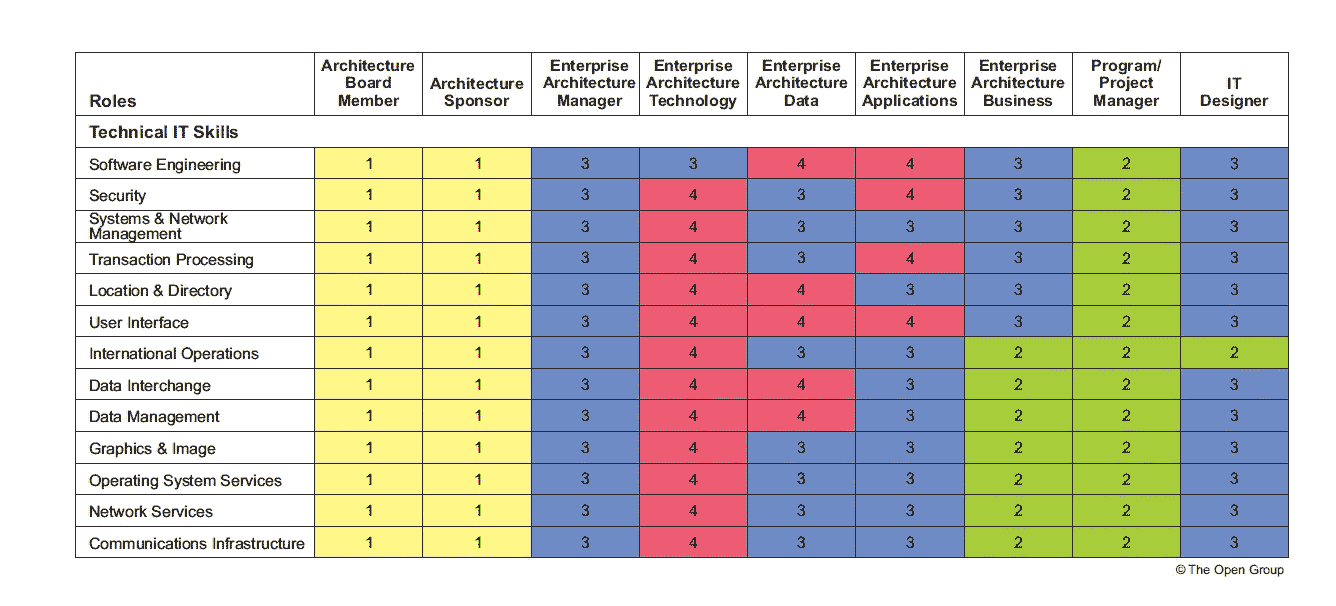 Roles Architecture Board Member Architecture Sponsor Enterprise Architecture Manager Enterprise Architecture Technology Enterprise Architecture Data Enterprise Architecture Applications Enterprise Architecture Business Program/ Project Manager IT Designer
Technical IT Skills
Software Engineering 1 1 3 3 4 4 3 2 3
Security 1 1 3 4 3 4 3 2 3
Systems & Network Management 1 1 3 4 3 3 3 2 3
Transaction Processing 1 1 3 4 3 4 3 2 3
Location & Directory 1 1 3 4 4 3 3 2 3
User Interface 1 1 3 4 4 4 3 2 3
International Operations 1 1 3 4 3 3 2 2 2
Data Interchange 1 1 3 4 4 3 2 2 3
Data Management 1 1 3 4 4 3 2 2 3
Graphics & Image 1 1 3 4 3 3 2 2 3
Operating System Services 1 1 3 4 3 3 2 2 3
Network Services 1 1 3 4 3 3 2 2 3
Communications Infrastructure 1 1 3 4 3 3 2 2 3
© The Open Group